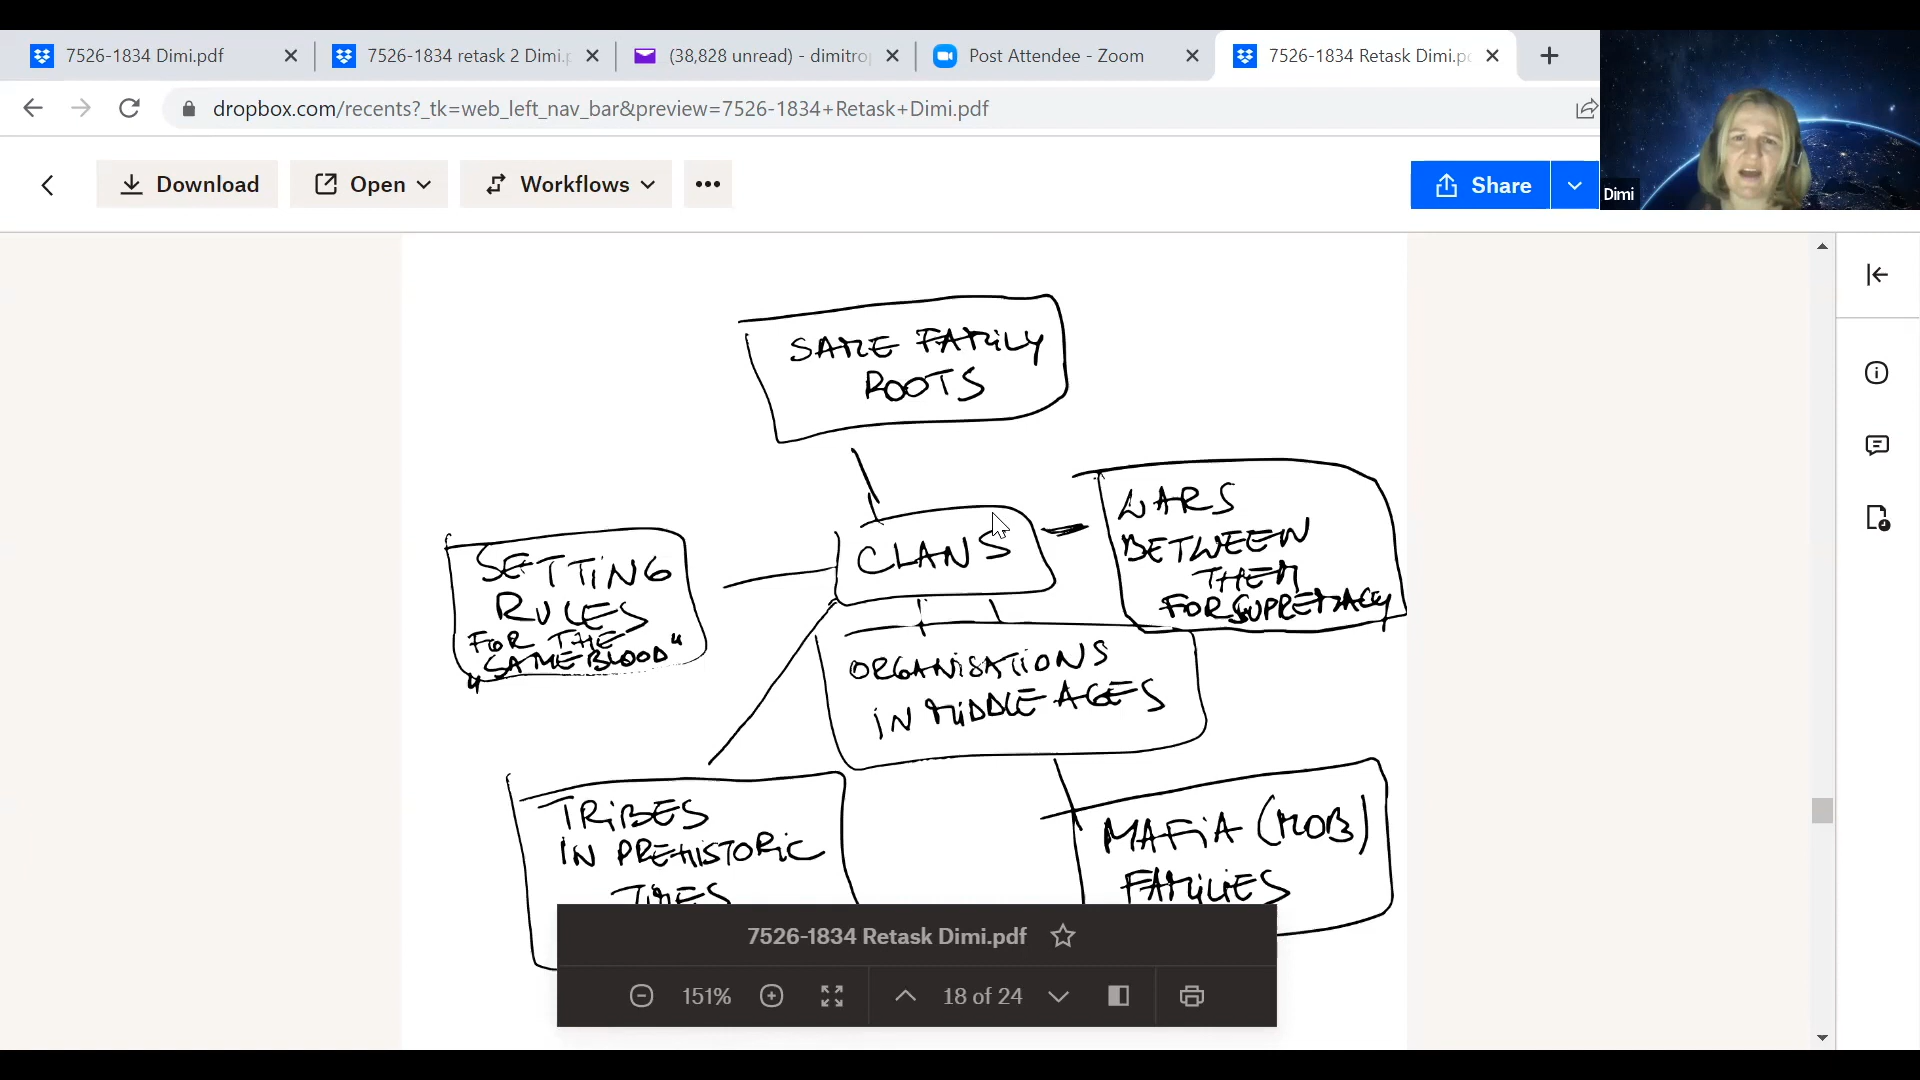 7526-1834 Dimi.pdf
7526-1834 retask 2 Dimi.p
(38,828 unread) - dimitrop
Post Attendee - Zoom
7526-1834 Retask Dimi.pd
dropbox.com/recents?_tk=web_left_nav_bar&preview=7526-1834+Retask+Dimi.pdf
Download
Open
Workflows
Share
Dimi
SAME FAMiLY
ROOTS
CLANS
WARS
BETWEEN
THEM
FOR SUPREMACY
SETTiNG
RULES
FOR THE
"SAME BLOOD"
ORGANiSATiONS
iN MiDDLE AGES
TRiBES
IN PREHISTORiC
TiMES
MAFiA (MOB)
FAMiLiES
7526-1834 Retask Dimi.pdf
151%
18 of 24